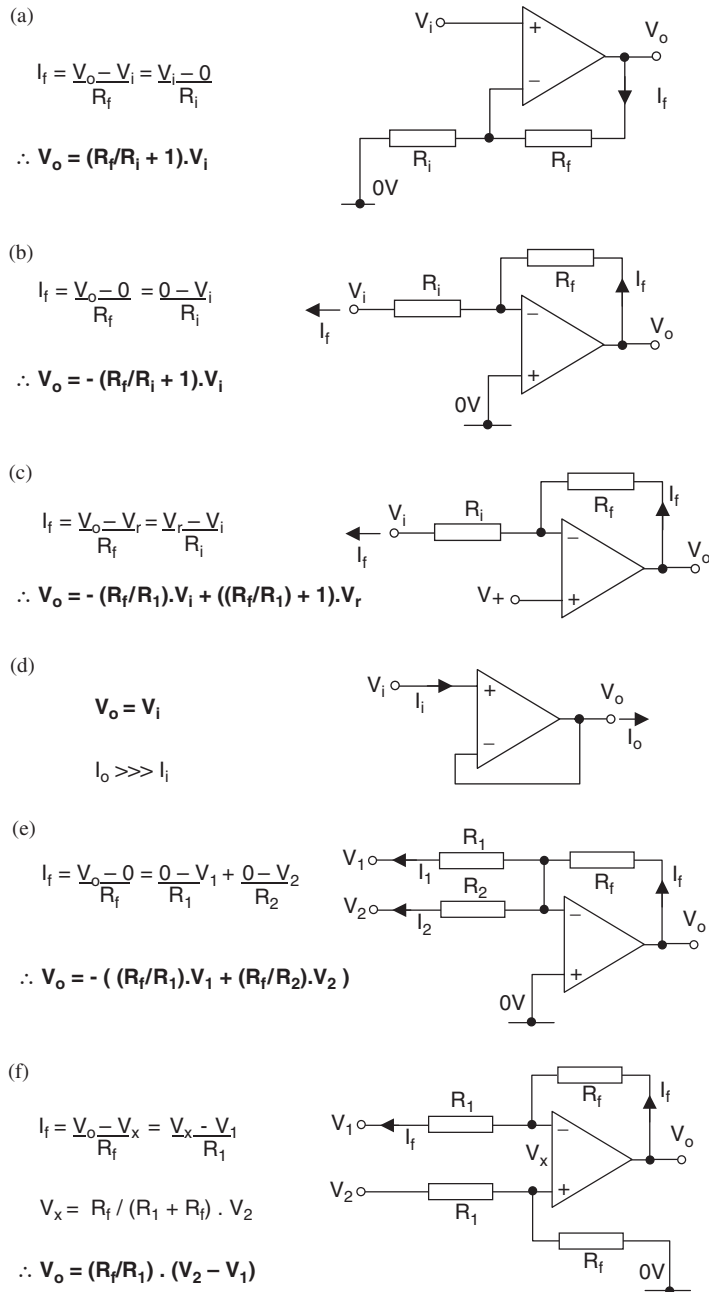 (a)
V_i
+
V_o
I_f = (V_o – V_i)/R_f = (V_i – 0)/R_i
–
I_f
∴ V_o = (R_f/R_i + 1).V_i
R_i
R_f
0V
(b)
I_f = (V_o – 0)/R_f = (0 – V_i)/R_i
V_i
R_i
R_f
I_f
I_f
–
V_o
∴ V_o = - (R_f/R_i + 1).V_i
0V
+
(c)
I_f = (V_o – V_r)/R_f = (V_r – V_i)/R_i
V_i
R_i
R_f
I_f
I_f
–
V_o
∴ V_o = - (R_f/R_1).V_i + ((R_f/R_1) + 1).V_r
V+
+
(d)
V_o = V_i
V_i
I_i
+
V_o
I_o >>> I_i
–
I_o
(e)
I_f = (V_o – 0)/R_f = (0 – V_1)/R_1 + (0 – V_2)/R_2
V_1
I_1
R_1
R_f
I_f
V_2
I_2
R_2
–
V_o
∴ V_o = - ( (R_f/R_1).V_1 + (R_f/R_2).V_2 )
0V
+
(f)
I_f = (V_o – V_x)/R_f = (V_x - V_1)/R_1
V_1
I_f
R_1
R_f
I_f
–
V_x
V_o
V_x = R_f / (R_1 + R_f) . V_2
V_2
R_1
+
∴ V_o = (R_f/R_1) . (V_2 – V_1)
R_f
0V